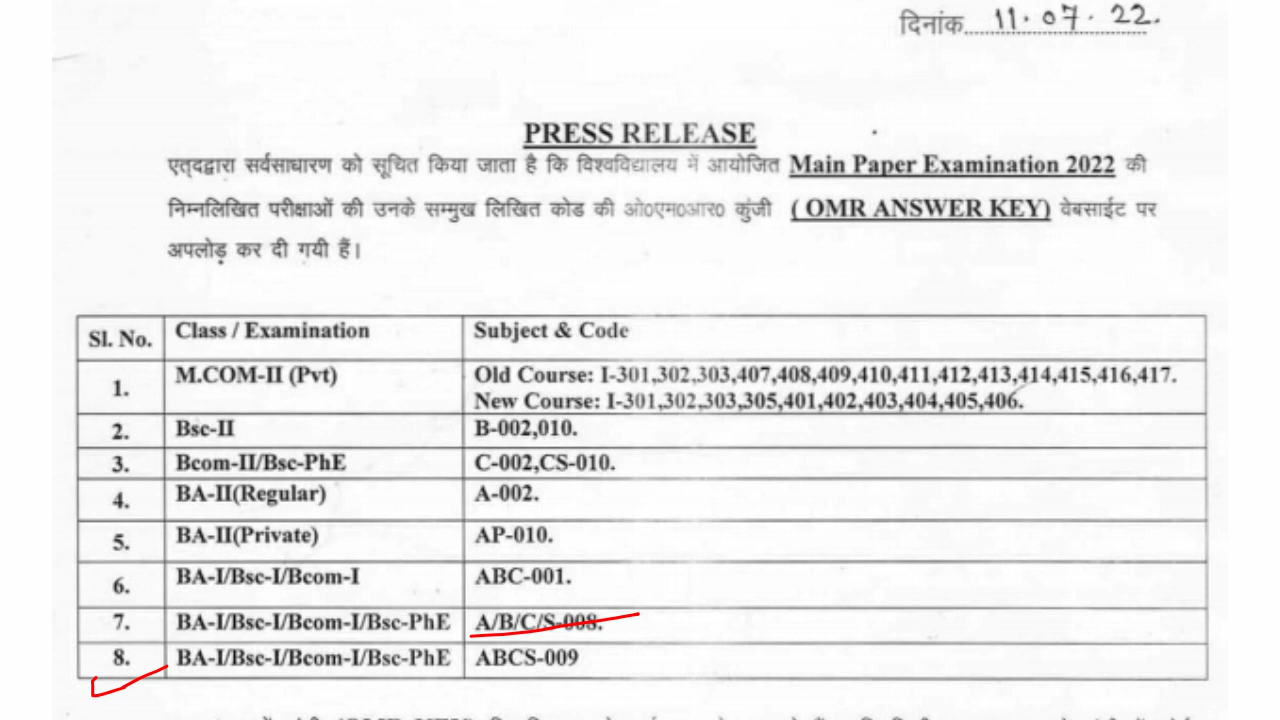 दिनांक 11.07.22.
PRESS RELEASE
एतद्द्वारा सर्वसाधारण को सूचित किया जाता है कि विश्वविद्यालय में आयोजित Main Paper Examination 2022 की
निम्नलिखित परीक्षाओं की उनके सम्मुख लिखित कोड की ओ0एम0आर0 कुंजी ( OMR ANSWER KEY) वेबसाईट पर
अपलोड़ कर दी गयी हैं।
Sl. No. Class / Examination Subject & Code
1. M.COM-II (Pvt) Old Course: I-301,302,303,407,408,409,410,411,412,413,414,415,416,417.
New Course: I-301,302,303,305,401,402,403,404,405,406.
2. Bsc-II B-002,010.
3. Bcom-II/Bsc-PhE C-002,CS-010.
4. BA-II(Regular) A-002.
5. BA-II(Private) AP-010.
6. BA-I/Bsc-I/Bcom-I ABC-001.
7. BA-I/Bsc-I/Bcom-I/Bsc-PhE A/B/C/S-008.
8. BA-I/Bsc-I/Bcom-I/Bsc-PhE ABCS-009